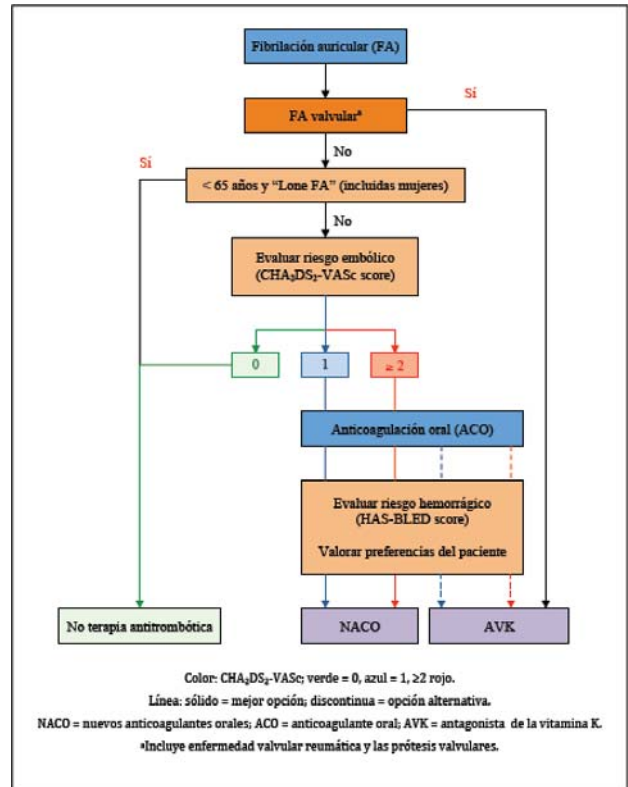 Fibrilación auricular (FA)
Sí
FA valvularª
No
Sí
< 65 años y “Lone FA” (incluidas mujeres)
No
Evaluar riesgo embólico
(CHA₂DS₂-VASc score)
0
1
≥ 2
Anticoagulación oral (ACO)
Evaluar riesgo hemorrágico
(HAS-BLED score)
Valorar preferencias del paciente
No terapia antitrombótica
NACO
AVK
Color: CHA₂DS₂-VASc; verde = 0, azul = 1, ≥2 rojo.
Línea: sólido = mejor opción; discontinua = opción alternativa.
NACO = nuevos anticoagulantes orales; ACO = anticoagulante oral; AVK = antagonista de la vitamina K.
ªIncluye enfermedad valvular reumática y las prótesis valvulares.